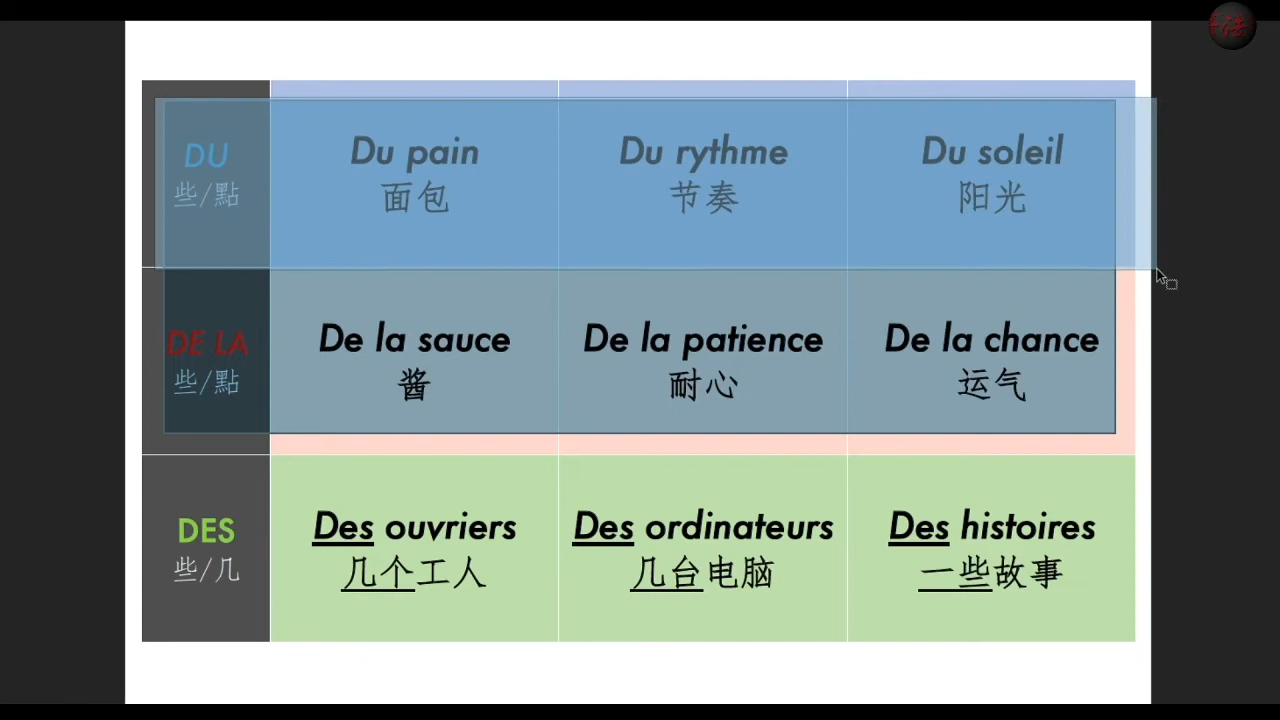 DU
些/點
Du pain
面包
Du rythme
节奏
Du soleil
阳光
DE LA
些/點
De la sauce
酱
De la patience
耐心
De la chance
运气
DES
些/几
Des ouvriers
几个工人
Des ordinateurs
几台电脑
Des histoires
一些故事
法